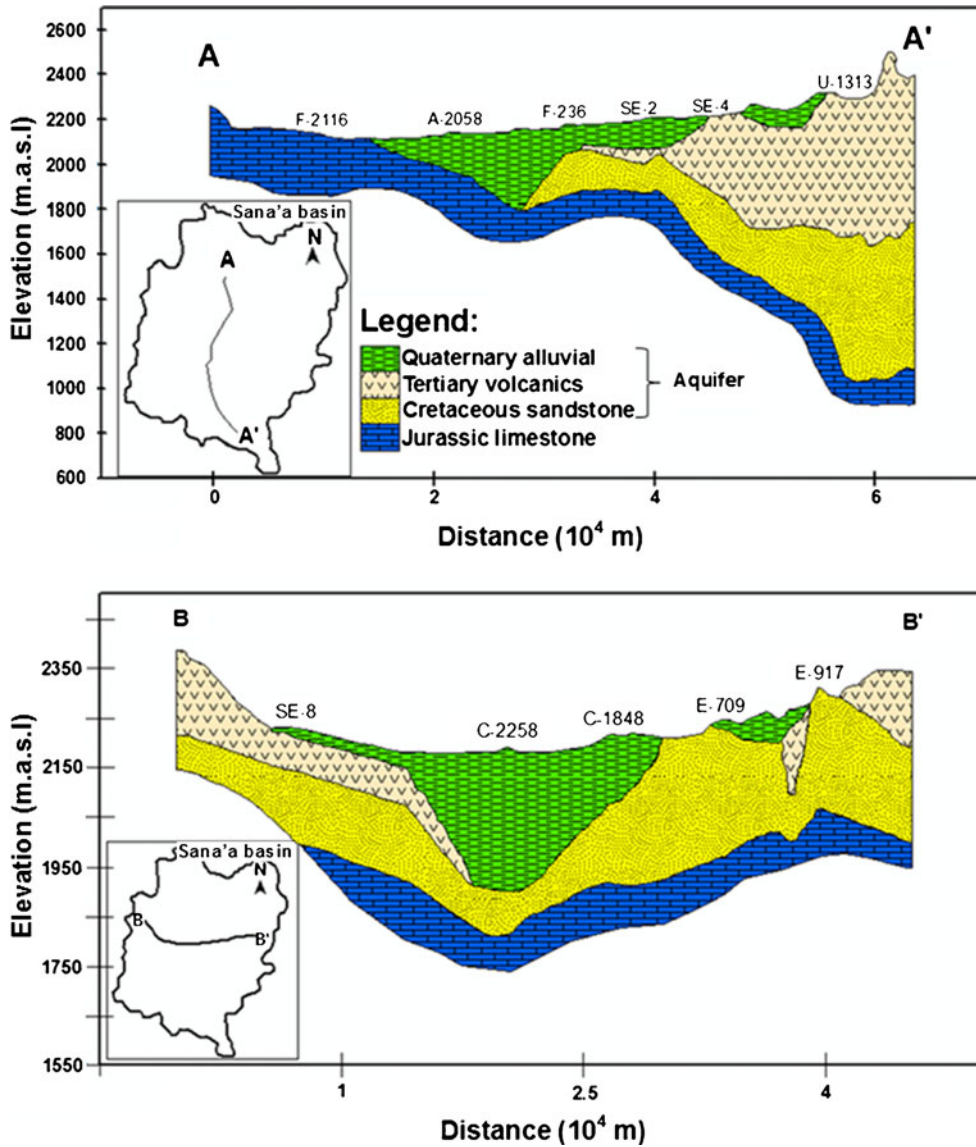 2600
2400
2200
2000
1800
1600
1400
1200
1000
800
600
Elevation (m.a.s.l)
A
A'
F-2116
A-2058
F-236
SE-2
SE-4
U-1313
Sana'a basin
N
A
A'
Legend:
Quaternary alluvial
Tertiary volcanics
Cretaceous sandstone
Jurassic limestone
Aquifer
0
2
4
6
Distance (10⁴ m)
B
B'
2350
2150
1950
1750
1550
Elevation (m.a.s.l)
SE-8
C-2258
C-1848
E-709
E-917
Sana'a basin
N
B
B'
1
2.5
4
Distance (10⁴ m)